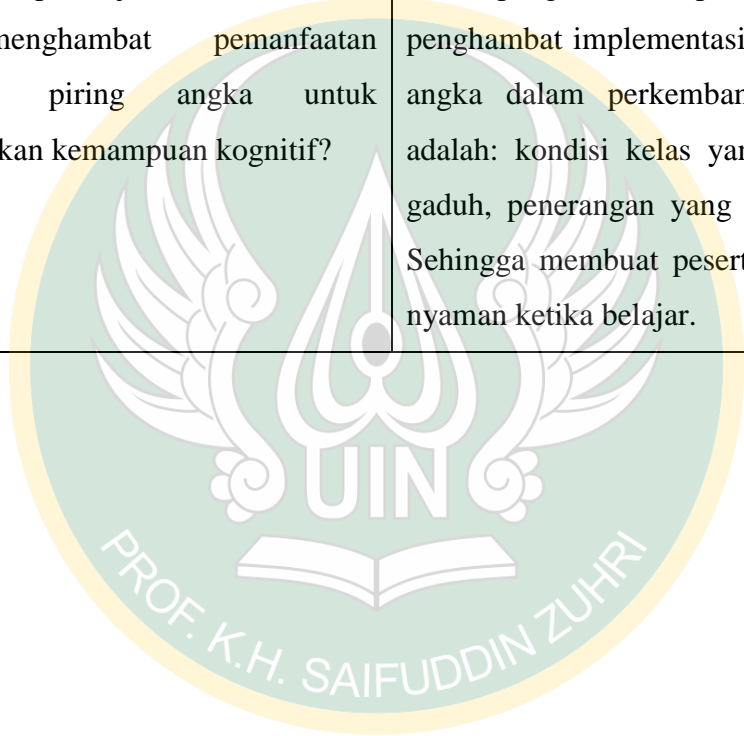 menghambat pemanfaatan
piring angka untuk
kan kemampuan kognitif?
penghambat implementasi
angka dalam perkemban
adalah: kondisi kelas yan
gaduh, penerangan yang
Sehingga membuat pesert
nyaman ketika belajar.
UIN
PROF. K.H. SAIFUDDIN ZUHRI